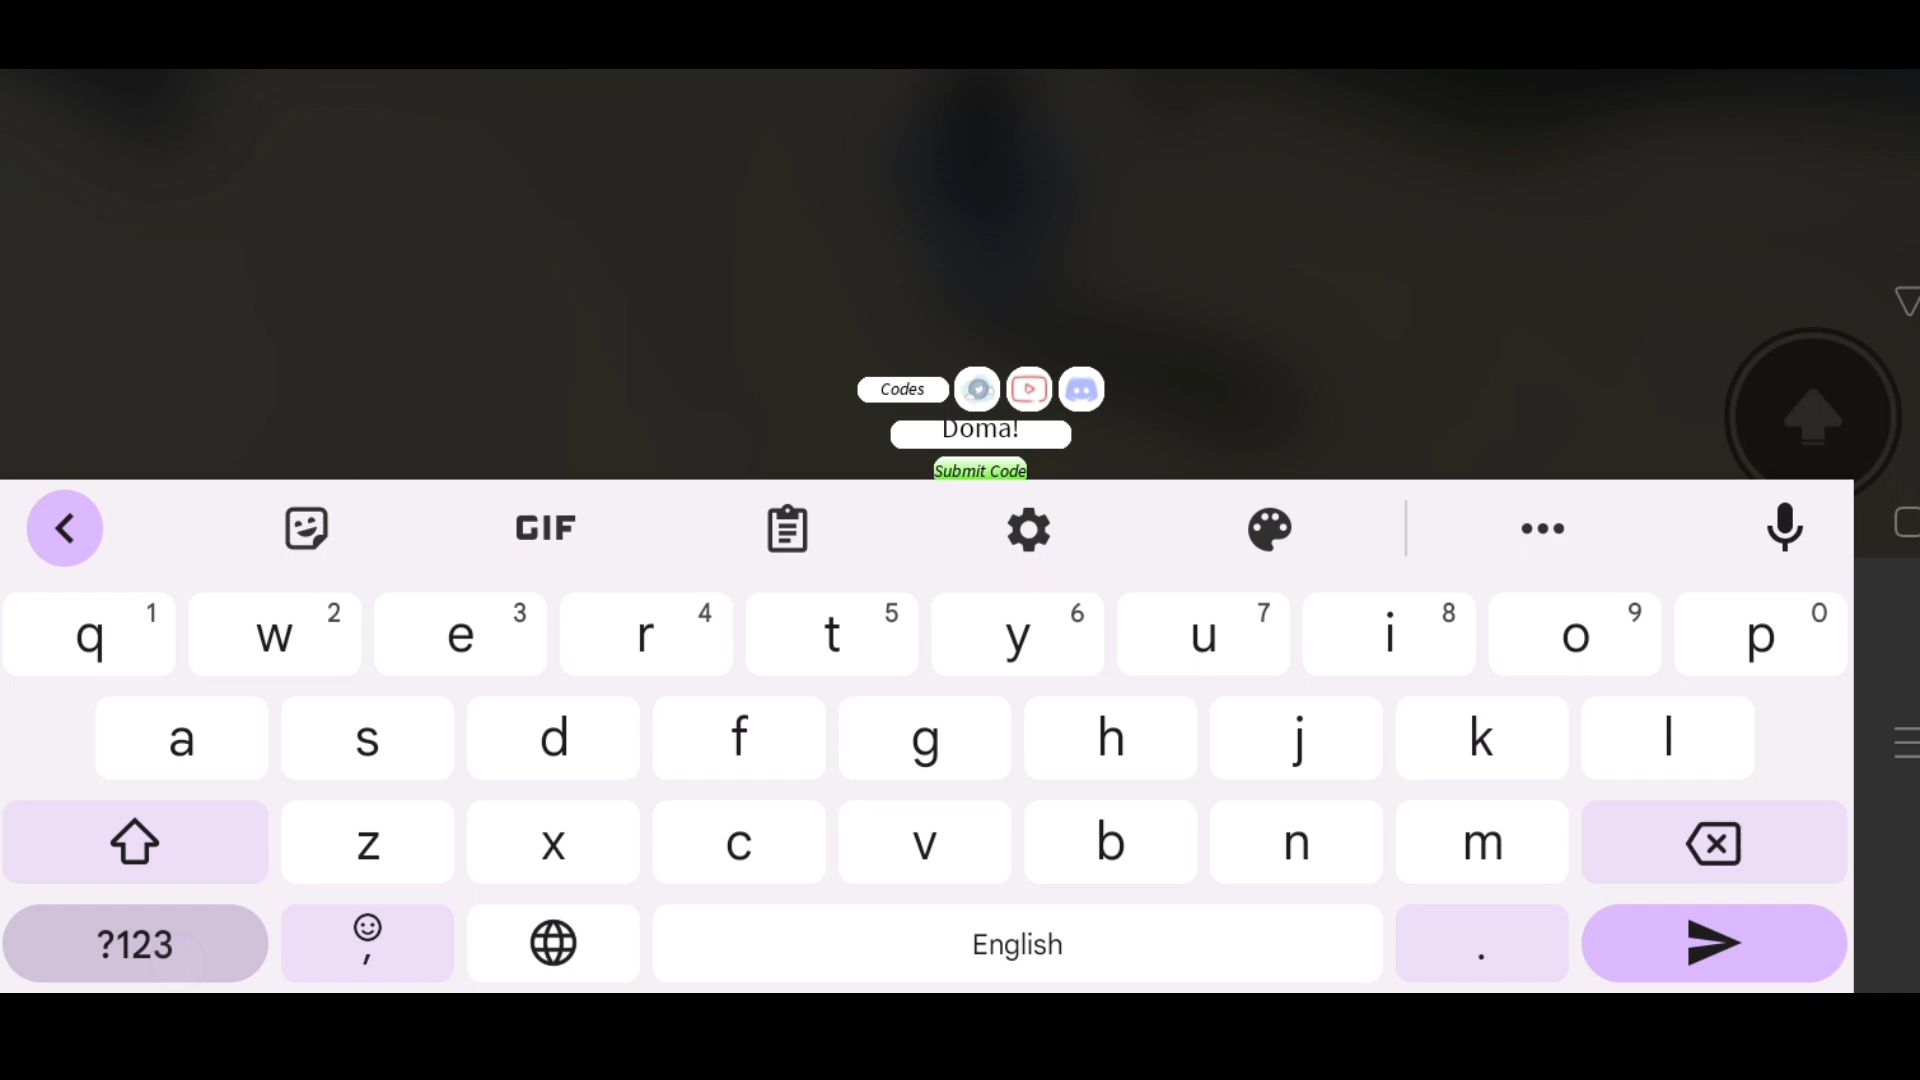 Codes
Doma!
Submit Code
GIF
q 1 w 2 e 3 r 4 t 5 y 6 u 7 i 8 o 9 p 0
a s d f g h j k l
z x c v b n m
?123 , English .